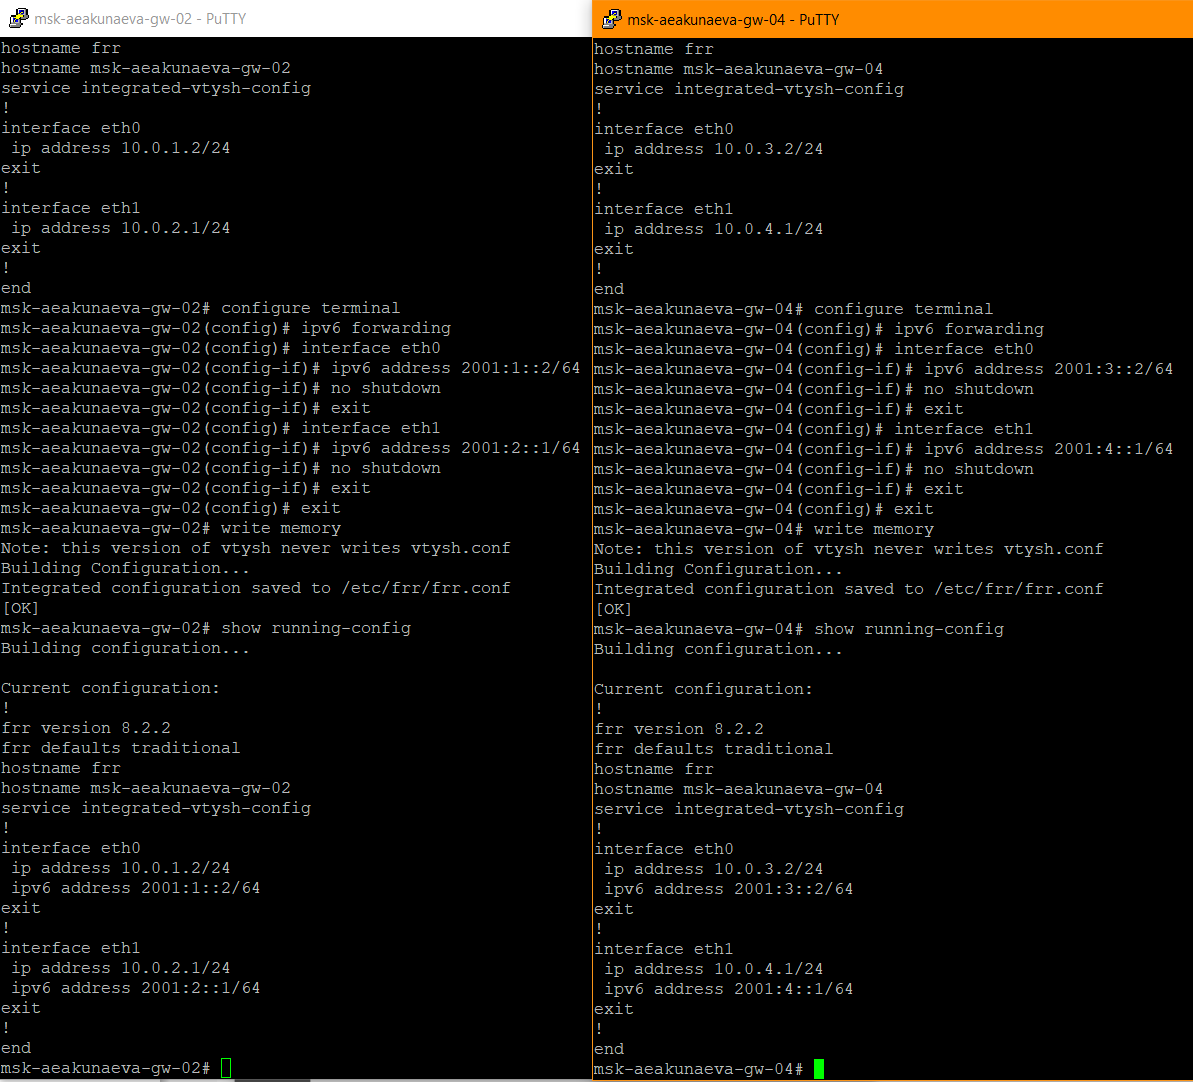 msk-aeakunaeva-gw-02 - PuTTY
hostname frr
hostname msk-aeakunaeva-gw-02
service integrated-vtysh-config
!
interface eth0
 ip address 10.0.1.2/24
exit
!
interface eth1
 ip address 10.0.2.1/24
exit
!
end
msk-aeakunaeva-gw-02# configure terminal
msk-aeakunaeva-gw-02(config)# ipv6 forwarding
msk-aeakunaeva-gw-02(config)# interface eth0
msk-aeakunaeva-gw-02(config-if)# ipv6 address 2001:1::2/64
msk-aeakunaeva-gw-02(config-if)# no shutdown
msk-aeakunaeva-gw-02(config-if)# exit
msk-aeakunaeva-gw-02(config)# interface eth1
msk-aeakunaeva-gw-02(config-if)# ipv6 address 2001:2::1/64
msk-aeakunaeva-gw-02(config-if)# no shutdown
msk-aeakunaeva-gw-02(config-if)# exit
msk-aeakunaeva-gw-02(config)# exit
msk-aeakunaeva-gw-02# write memory
Note: this version of vtysh never writes vtysh.conf
Building Configuration...
Integrated configuration saved to /etc/frr/frr.conf
[OK]
msk-aeakunaeva-gw-02# show running-config
Building configuration...

Current configuration:
!
frr version 8.2.2
frr defaults traditional
hostname frr
hostname msk-aeakunaeva-gw-02
service integrated-vtysh-config
!
interface eth0
 ip address 10.0.1.2/24
 ipv6 address 2001:1::2/64
exit
!
interface eth1
 ip address 10.0.2.1/24
 ipv6 address 2001:2::1/64
exit
!
end
msk-aeakunaeva-gw-02#
msk-aeakunaeva-gw-04 - PuTTY
hostname frr
hostname msk-aeakunaeva-gw-04
service integrated-vtysh-config
!
interface eth0
 ip address 10.0.3.2/24
exit
!
interface eth1
 ip address 10.0.4.1/24
exit
!
end
msk-aeakunaeva-gw-04# configure terminal
msk-aeakunaeva-gw-04(config)# ipv6 forwarding
msk-aeakunaeva-gw-04(config)# interface eth0
msk-aeakunaeva-gw-04(config-if)# ipv6 address 2001:3::2/64
msk-aeakunaeva-gw-04(config-if)# no shutdown
msk-aeakunaeva-gw-04(config-if)# exit
msk-aeakunaeva-gw-04(config)# interface eth1
msk-aeakunaeva-gw-04(config-if)# ipv6 address 2001:4::1/64
msk-aeakunaeva-gw-04(config-if)# no shutdown
msk-aeakunaeva-gw-04(config-if)# exit
msk-aeakunaeva-gw-04(config)# exit
msk-aeakunaeva-gw-04# write memory
Note: this version of vtysh never writes vtysh.conf
Building Configuration...
Integrated configuration saved to /etc/frr/frr.conf
[OK]
msk-aeakunaeva-gw-04# show running-config
Building configuration...

Current configuration:
!
frr version 8.2.2
frr defaults traditional
hostname frr
hostname msk-aeakunaeva-gw-04
service integrated-vtysh-config
!
interface eth0
 ip address 10.0.3.2/24
 ipv6 address 2001:3::2/64
exit
!
interface eth1
 ip address 10.0.4.1/24
 ipv6 address 2001:4::1/64
exit
!
end
msk-aeakunaeva-gw-04#